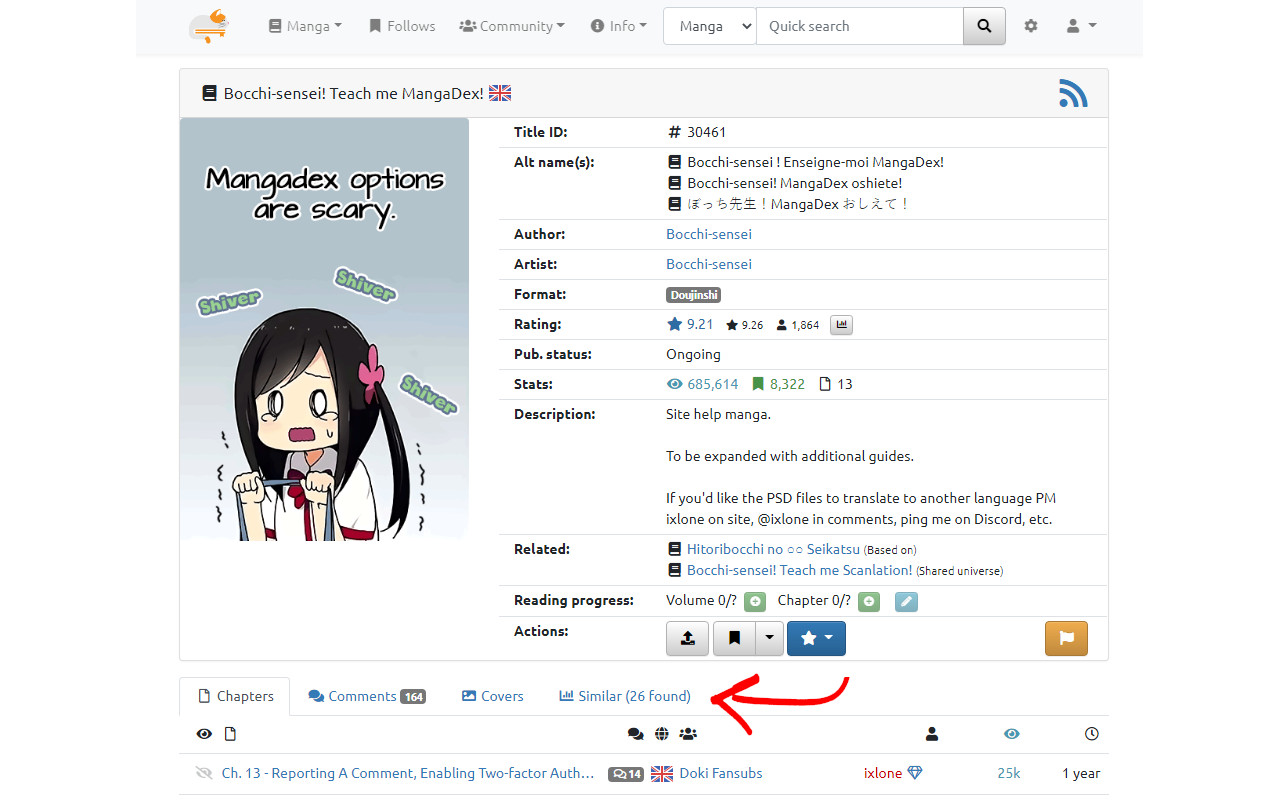 Manga Follows Community Info Manga Quick search
Bocchi-sensei! Teach me MangaDex!
Mangadex options
are scary.
Shiver
Shiver
Shiver
Title ID: # 30461
Alt name(s): Bocchi-sensei ! Enseigne-moi MangaDex!
Bocchi-sensei! MangaDex oshiete!
ぼっち先生！MangaDex おしえて！
Author: Bocchi-sensei
Artist: Bocchi-sensei
Format: Doujinshi
Rating: 9.21 9.26 1,864
Pub. status: Ongoing
Stats: 685,614 8,322 13
Description: Site help manga.
To be expanded with additional guides.
If you'd like the PSD files to translate to another language PM
ixlone on site, @ixlone in comments, ping me on Discord, etc.
Related: Hitoribocchi no ○○ Seikatsu (Based on)
Bocchi-sensei! Teach me Scanlation! (Shared universe)
Reading progress: Volume 0/? Chapter 0/?
Actions:
Chapters Comments 164 Covers Similar (26 found)
Ch. 13 - Reporting A Comment, Enabling Two-factor Auth... 14 Doki Fansubs ixlone 25k 1 year